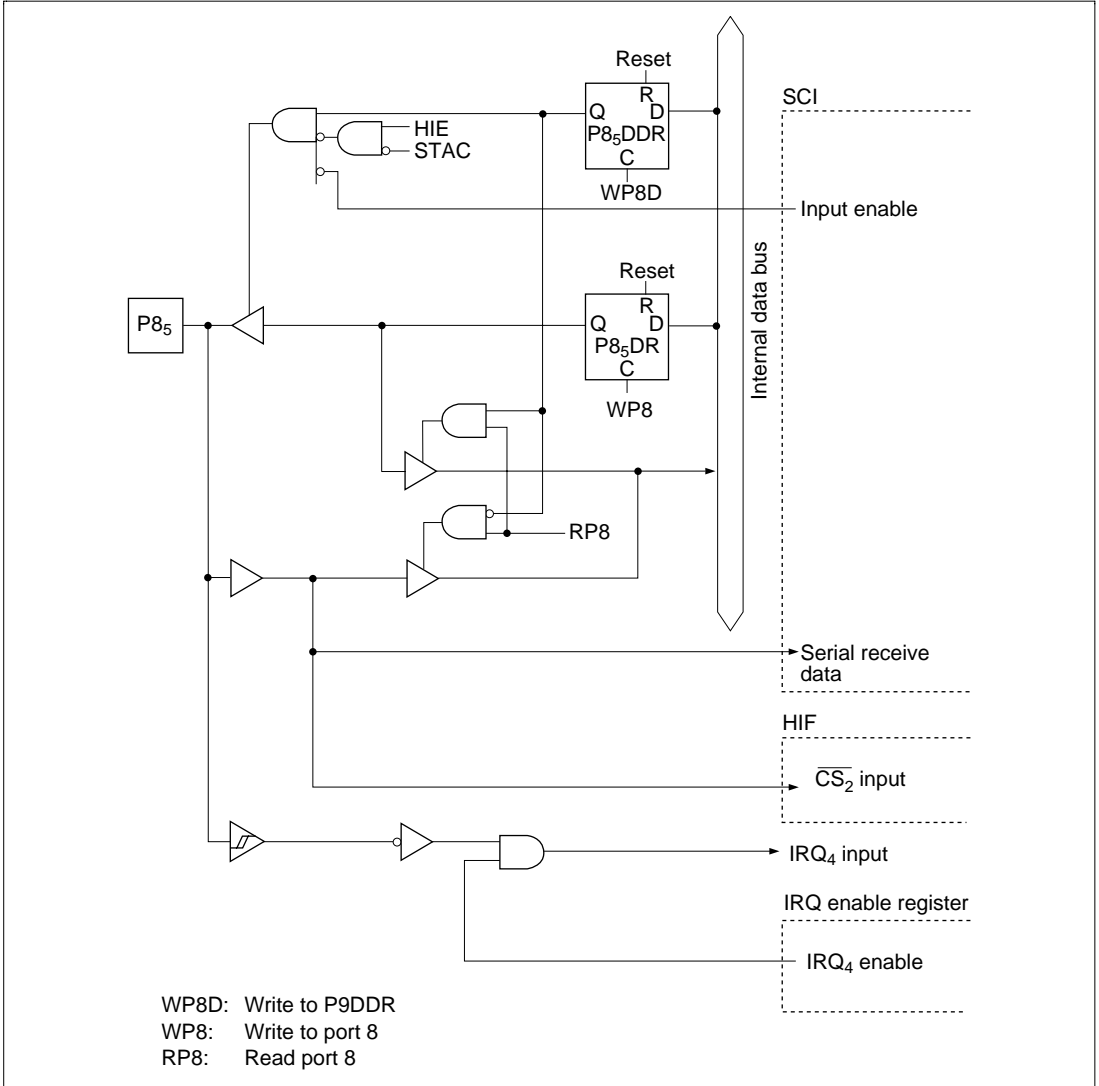 Reset
SCI
R
Q
D
P8₅DDR
C
HIE
STAC
WP8D
Input enable
Reset
R
Q
D
P8₅DR
C
P8₅
Internal data bus
WP8
RP8
Serial receive
data
HIF
C̅S̅₂̅ input
IRQ₄ input
IRQ enable register
IRQ₄ enable
WP8D: Write to P9DDR
WP8: Write to port 8
RP8: Read port 8